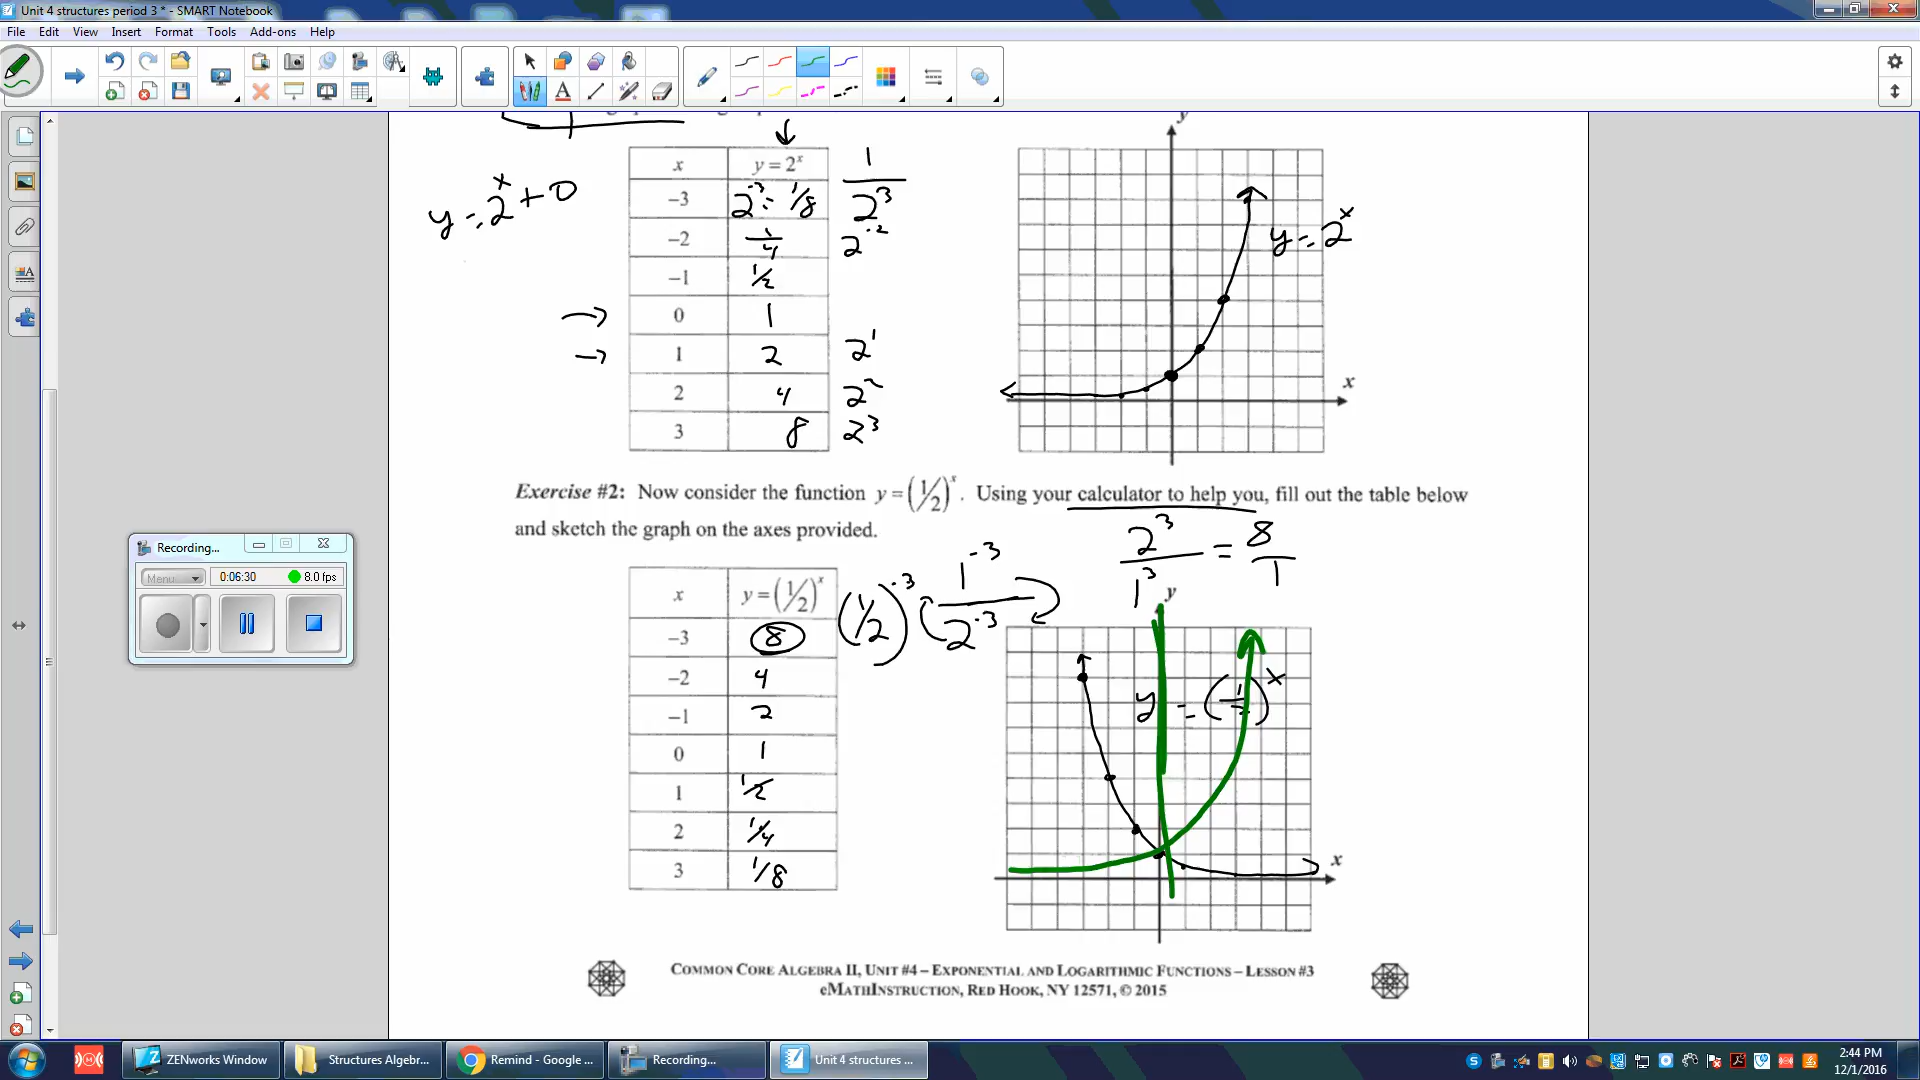 Unit 4 structures period 3 * - SMART Notebook
File Edit View Insert Format Tools Add-ons Help
y = 2^x + 0
x y = 2^x
-3 2^-3 = 1/8 1/2^3
-2 1/4 2^-2
-1 1/2
→ 0 1
→ 1 2 2^1
2 4 2^2
3 8 2^3
y
y = 2^x
x
Exercise #2: Now consider the function y = (1/2)^x. Using your calculator to help you, fill out the table below
and sketch the graph on the axes provided.
2^3/1^3 = 8/1
x y = (1/2)^x (1/2)^-3 1^-3/2^-3
-3 8
-2 4
-1 2
0 1
1 1/2
2 1/4
3 1/8
y
y = (1/2)^x
x
COMMON CORE ALGEBRA II, UNIT #4 – EXPONENTIAL AND LOGARITHMIC FUNCTIONS – LESSON #3
eMATHINSTRUCTION, RED HOOK, NY 12571, © 2015
Recording...
Menu 0:06:30 8.0 fps
ZENworks Window Structures Algebr... Remind - Google ... Recording... Unit 4 structures ...
2:44 PM
12/1/2016